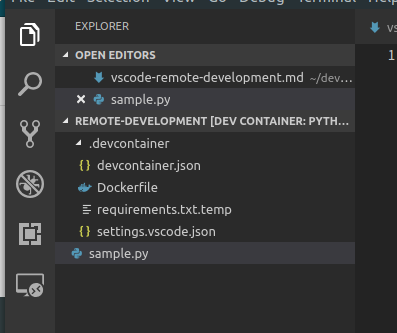 File Edit Selection View Go Debug Terminal Help
EXPLORER
OPEN EDITORS
vscode-remote-development.md ~/dev...
sample.py
REMOTE-DEVELOPMENT [DEV CONTAINER: PYTH...
.devcontainer
{ } devcontainer.json
Dockerfile
requirements.txt.temp
{ } settings.vscode.json
sample.py
vs
1